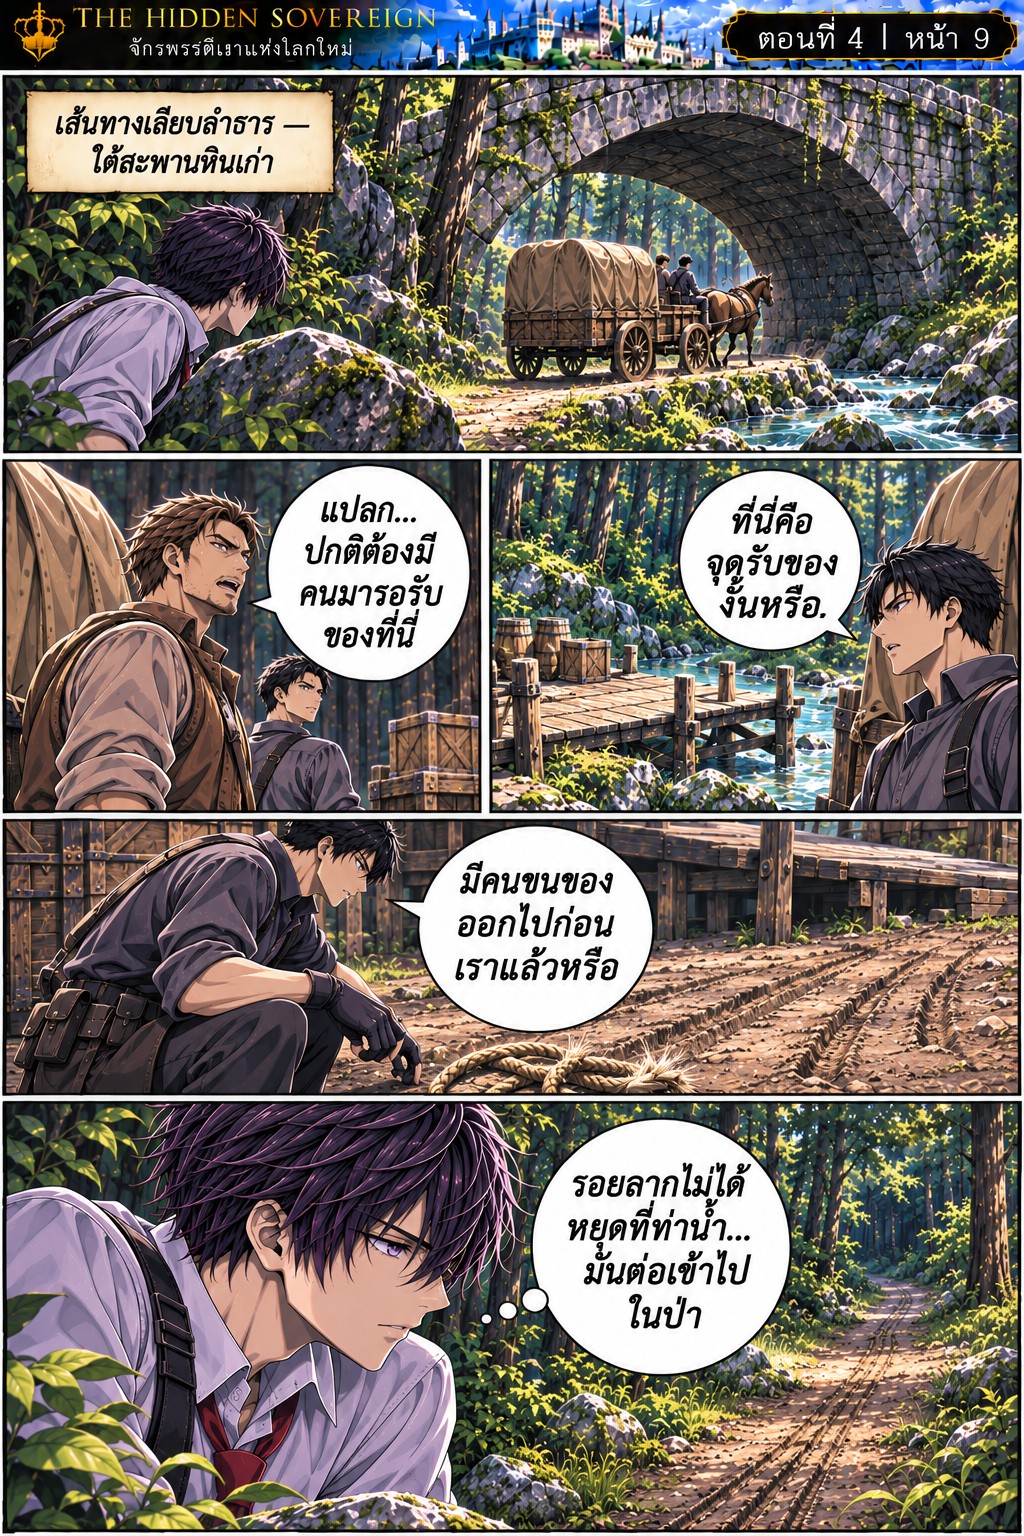 THE HIDDEN SOVEREIGN
จักรพรรดิเงาแห่งโลกใหม่
ตอนที่ 4 | หน้า 9
เส้นทางเลียบลำธาร —
ใต้สะพานหินเก่า
แปลก...
ปกติต้องมี
คนมารอรับ
ของที่นี่
ที่นี่คือ
จุดรับของ
งั้นหรือ.
มีคนขนของ
ออกไปก่อน
เราแล้วหรือ
รอยลากไม่ได้
หยุดที่ท่าน้ำ...
มันต่อเข้าไป
ในป่า